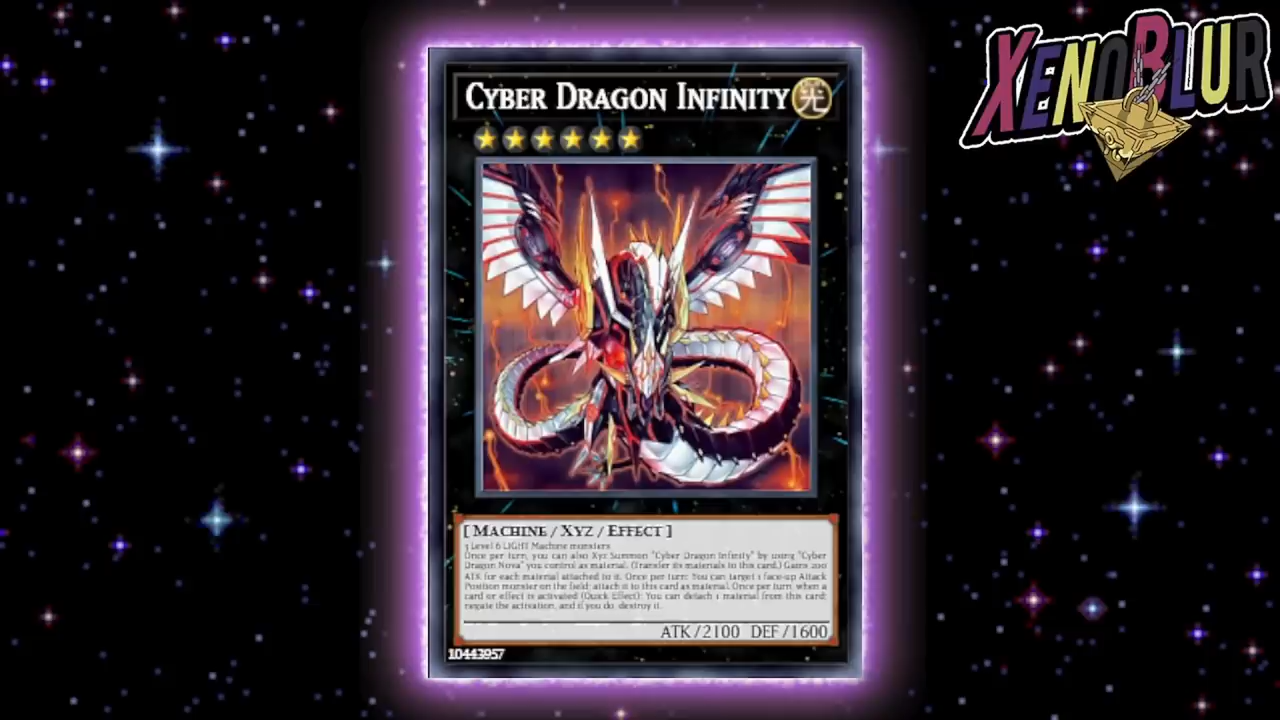 XENOBLUR
CYBER DRAGON INFINITY 光
[ MACHINE / XYZ / EFFECT ]
3 Level 6 LIGHT Machine monsters
Once per turn, you can also Xyz Summon "Cyber Dragon Infinity" by using "Cyber
Dragon Nova" you control as material. (Transfer its materials to this card.) Gains 200
ATK for each material attached to it. Once per turn: You can target 1 face-up Attack
Position monster on the field; attach it to this card as material. Once per turn, when a
card or effect is activated (Quick Effect): You can detach 1 material from this card;
negate the activation, and if you do, destroy it.
ATK/2100 DEF/1600
10443957